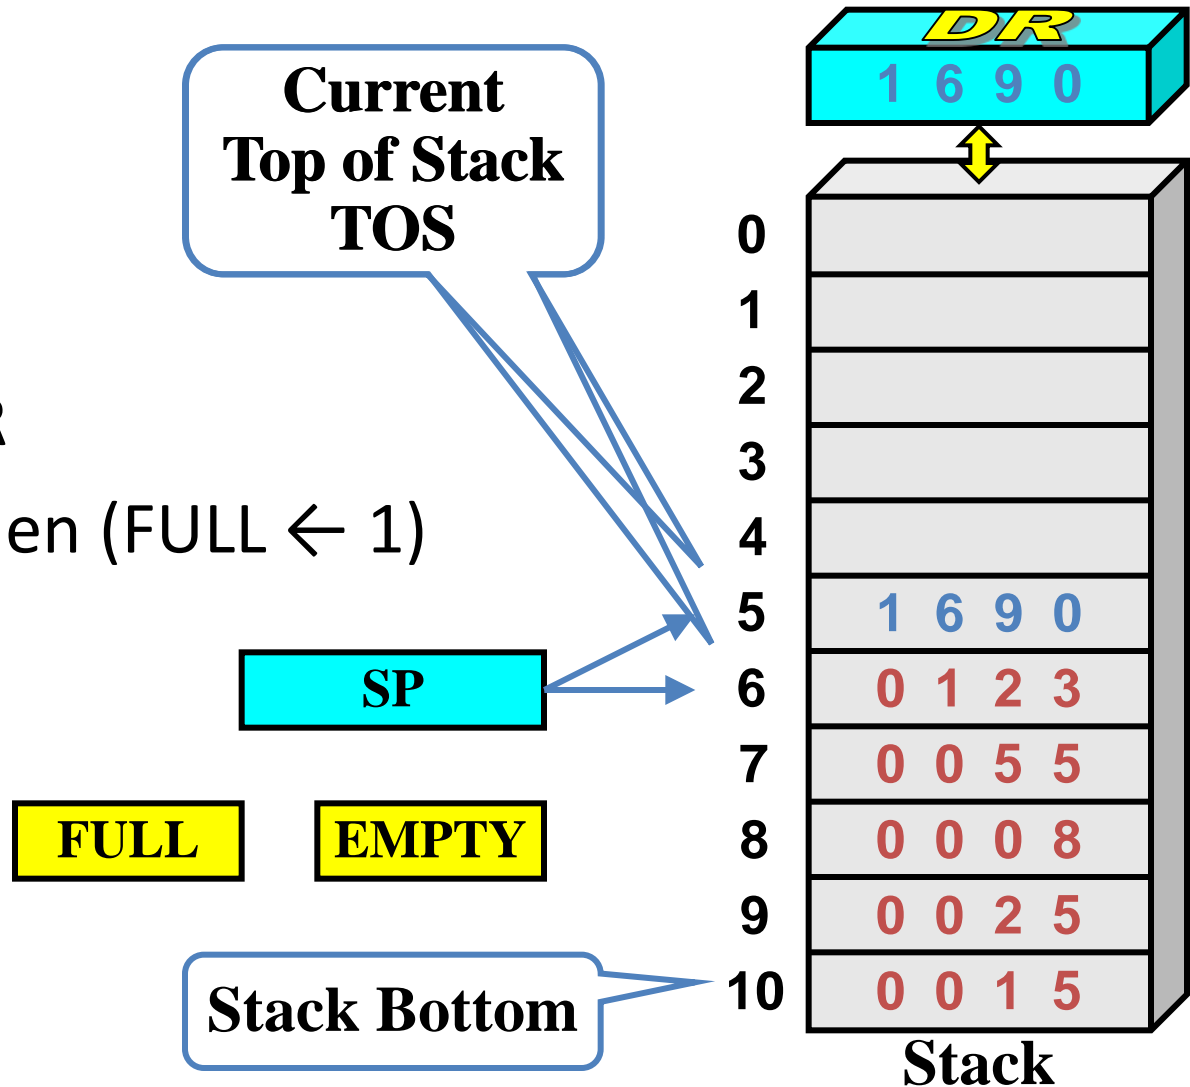 DR
1 6 9 0
Current
Top of Stack
TOS
0
1
2
3
R
4
en (FULL ← 1)
5 1 6 9 0
SP
6 0 1 2 3
7 0 0 5 5
FULL EMPTY
8 0 0 0 8
9 0 0 2 5
Stack Bottom
10 0 0 1 5
Stack